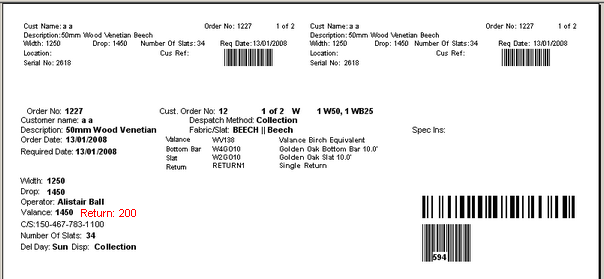 Cust Name: a a Order No: 1227 1 of 2
Description: 50mm Wood Venetian Beech
Width: 1250 Drop: 1450 Number Of Slats: 34 Req Date: 13/01/2008
Location: Cus Ref:
Serial No: 2618
Cust Name: a a Order No: 1227 1 of 2
Description: 50mm Wood Venetian Beech
Width: 1250 Drop: 1450 Number Of Slats: 34 Req Date: 13/01/2008
Location: Cus Ref:
Serial No: 2618
Order No: 1227 Cust. Order No: 12 1 of 2 W 1 W50, 1 WB25
Customer name: a a Despatch Method: Collection
Description: 50mm Wood Venetian Fabric/Slat: BEECH || Beech Spec Ins:
Order Date: 13/01/2008 Valance WV138 Valance Birch Equivalent
Required Date: 13/01/2008 Bottom Bar W4GO10 Golden Oak Bottom Bar 10.0'
Slat W2GO10 Golden Oak Slat 10.0'
Return RETURN1 Single Return
Width: 1250
Drop: 1450
Operator: Alistair Ball
Valance: 1450 Return: 200
C/S:150-467-783-1100
Number Of Slats: 34
Del Day: Sun Disp: Collection
594